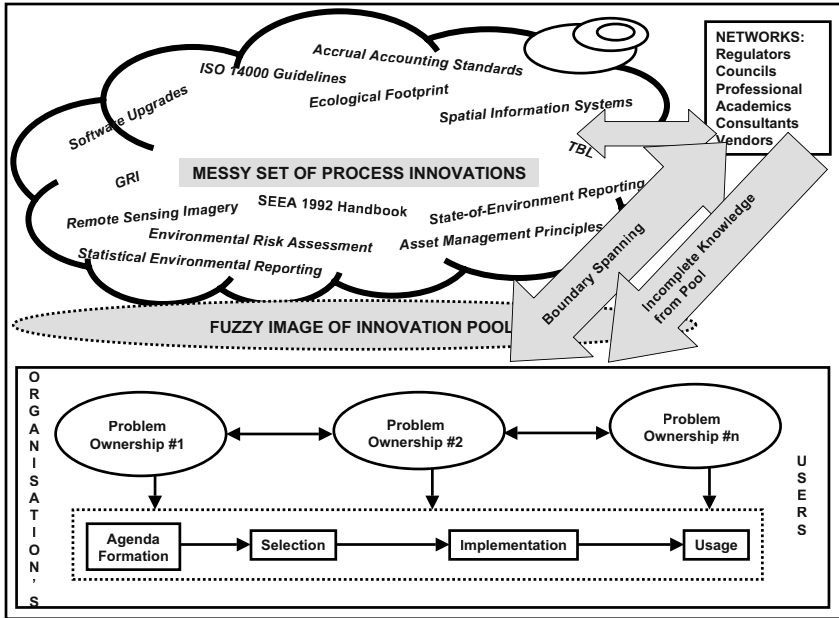 Accrual Accounting Standards
ISO 14000 Guidelines
Ecological Footprint
Software Upgrades
Spatial Information Systems
TBL
GRI
MESSY SET OF PROCESS INNOVATIONS
Remote Sensing Imagery
SEEA 1992 Handbook
State-of-Environment Reporting
Environmental Risk Assessment
Asset Management Principles
Statistical Environmental Reporting
NETWORKS:
Regulators
Councils
Professional
Academics
Consultants
Vendors
Boundary Spanning
Incomplete Knowledge
from Pool
FUZZY IMAGE OF INNOVATION POOL
ORGANISATION'S
Problem
Ownership #1
Problem
Ownership #2
Problem
Ownership #n
USERS
Agenda
Formation
Selection
Implementation
Usage